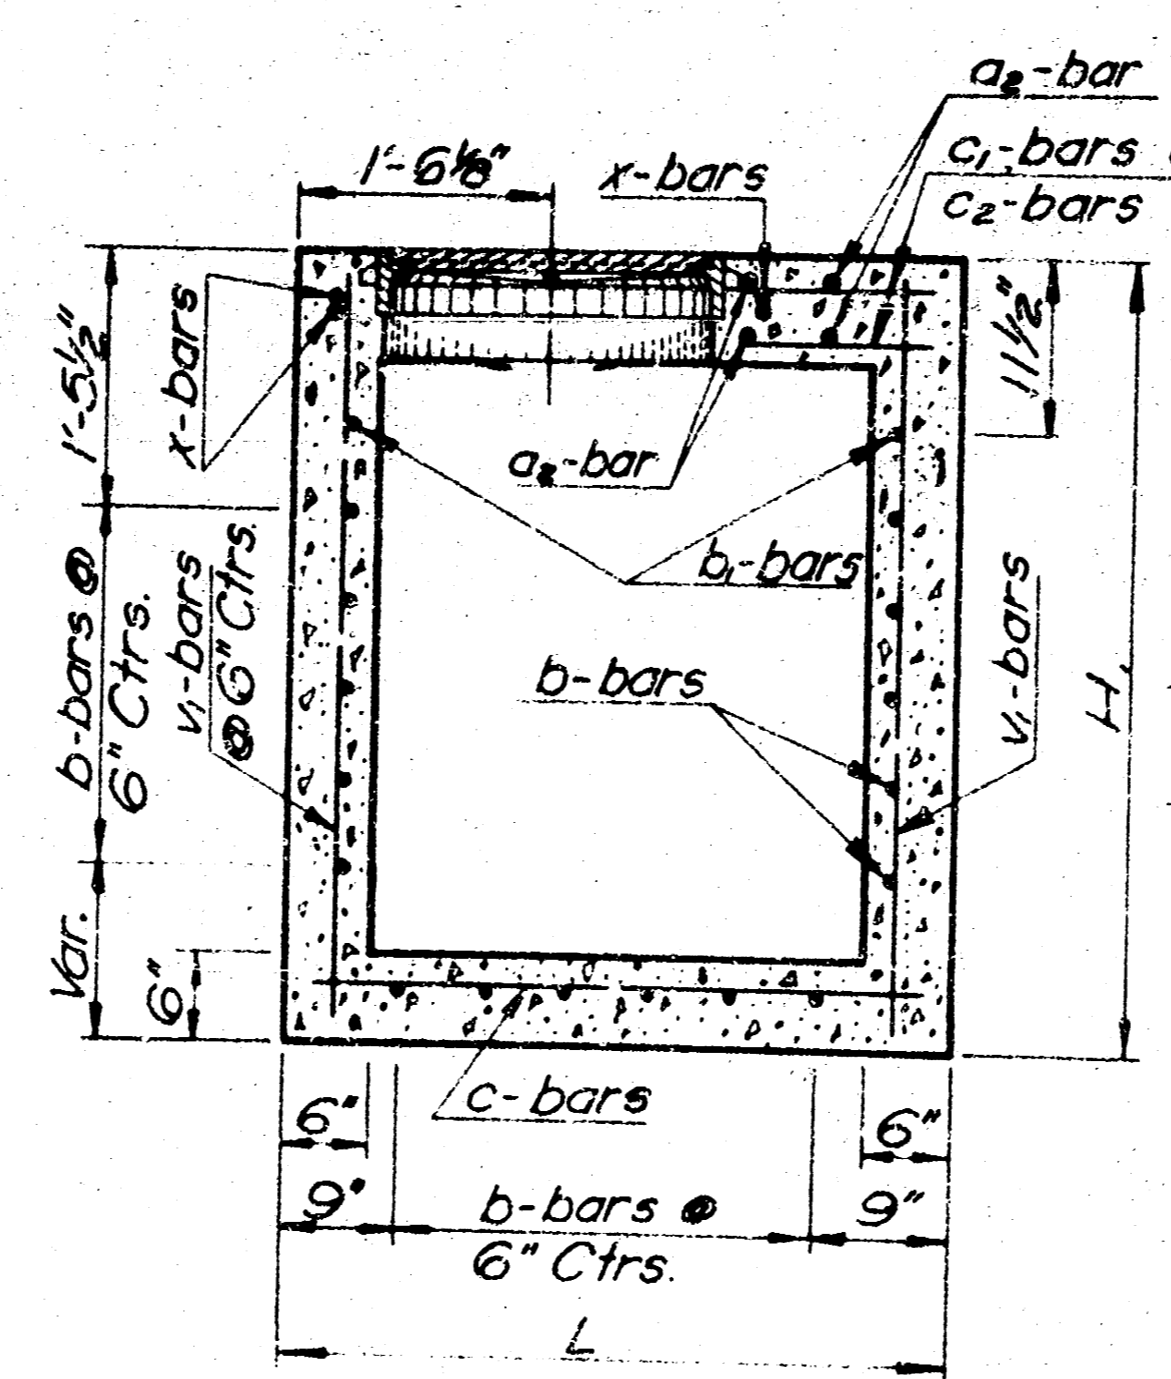 a₂-bar
c₁-bars
c₂-bars
1'-6⅛"
x-bars
x-bars
1'-5½"
11½"
a₂-bar
b₁-bars
b-bars @
6" Ctrs.
v₁-bars
@ 6" Ctrs.
b-bars
v₁-bars
H
Var.
6"
c-bars
6"
6"
9"
b-bars @
6" Ctrs.
9"
L